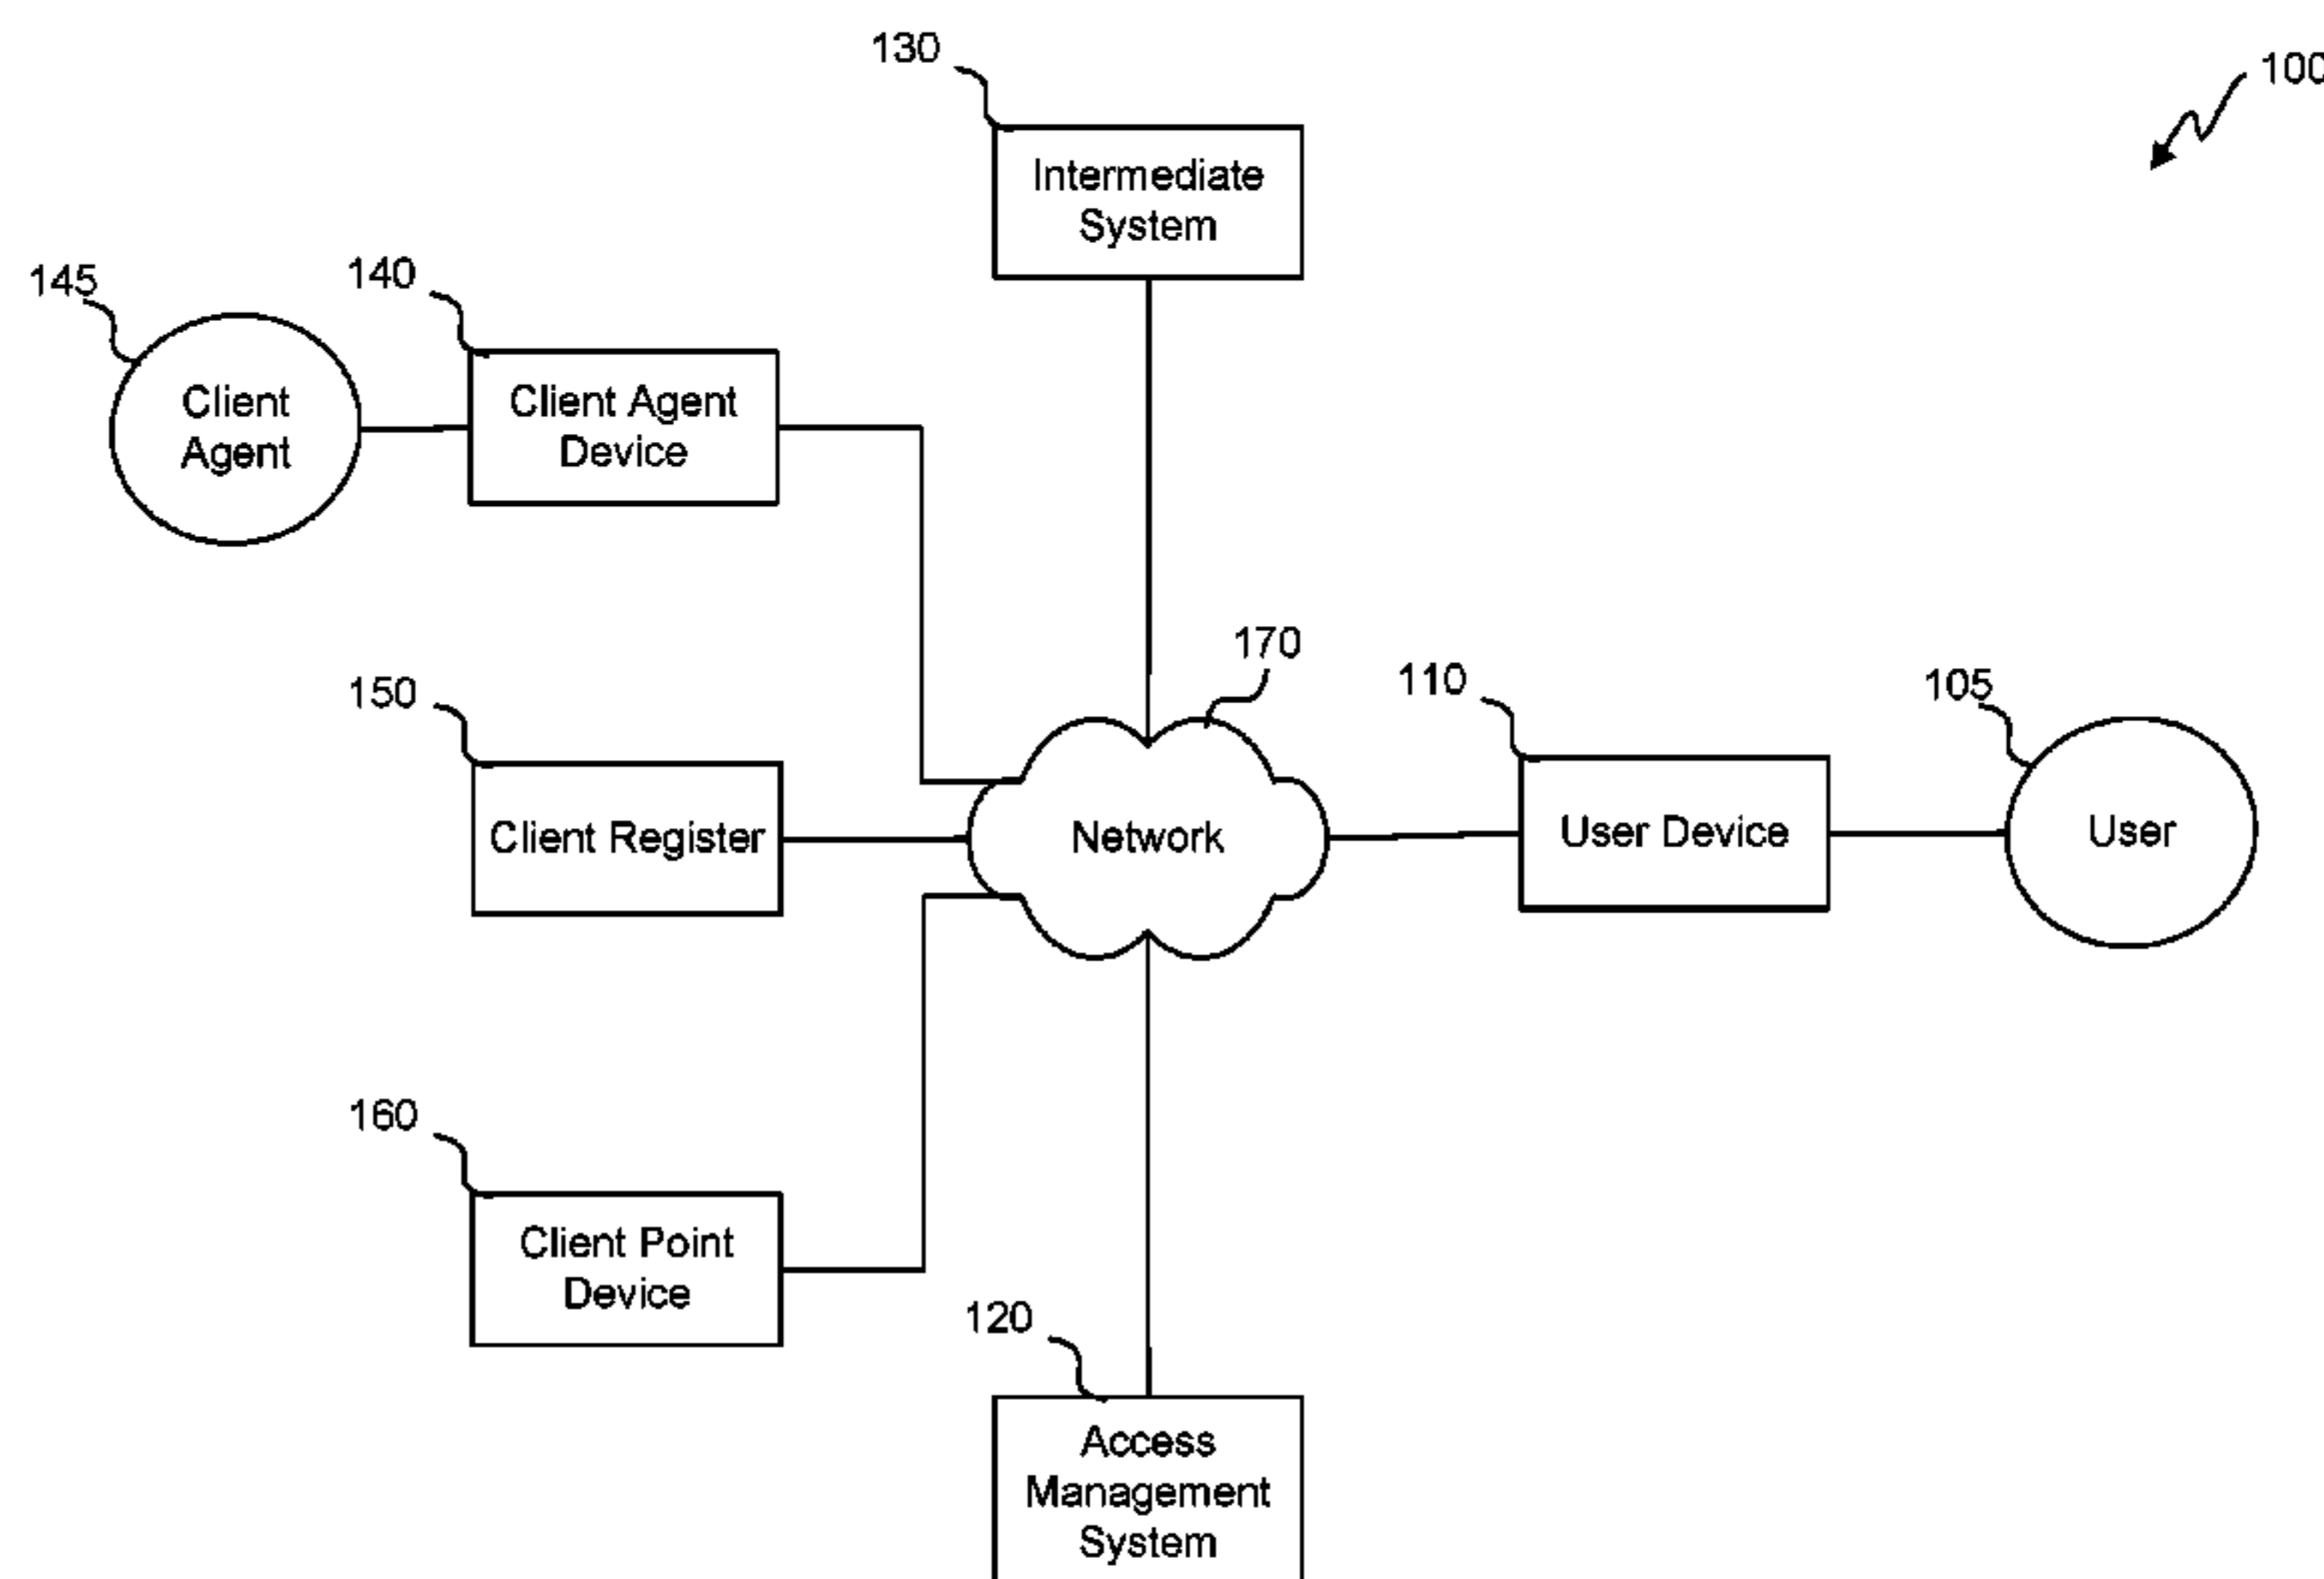 130
100
Intermediate
System
145
140
Client
Agent
Client Agent
Device
170
150
110
105
Client Register
Network
User Device
User
160
Client Point
Device
120
Access
Management
System